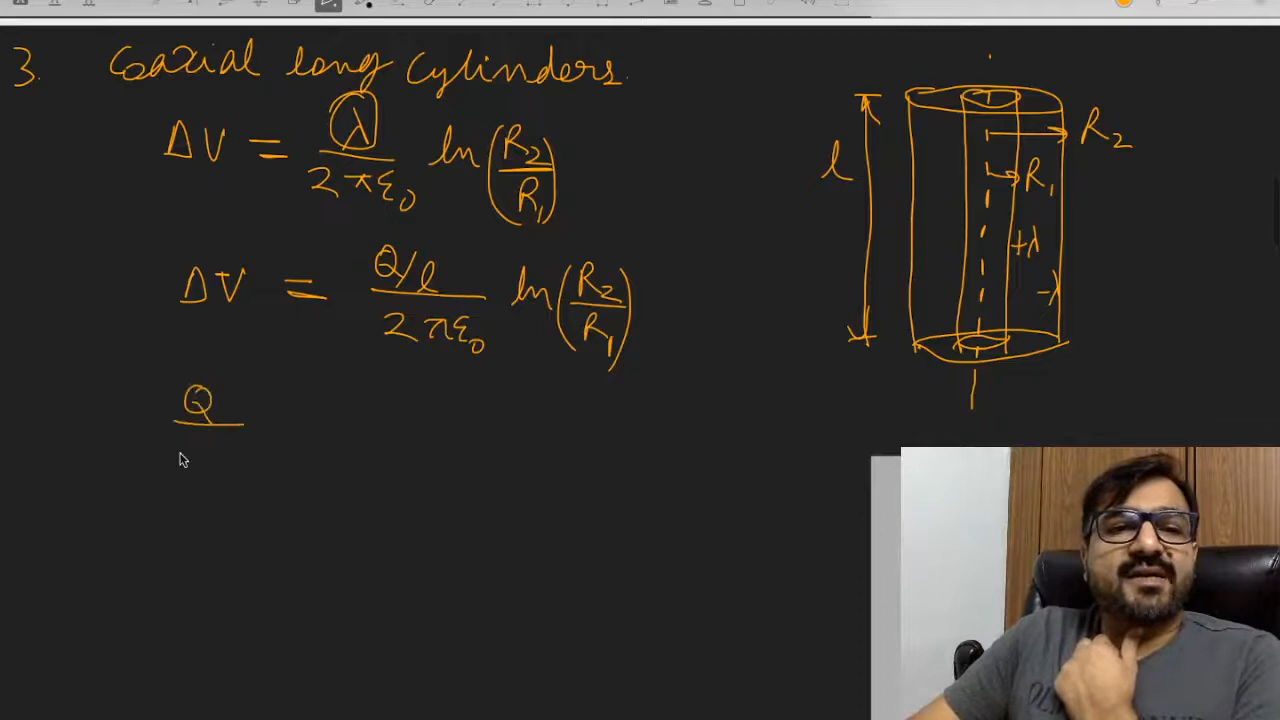 3. Coaxial long cylinders.
ΔV = λ / 2πε₀ ln(R₂/R₁)
ΔV = Q/l / 2πε₀ ln(R₂/R₁)
Q
l
R₂
R₁
+λ
-λ